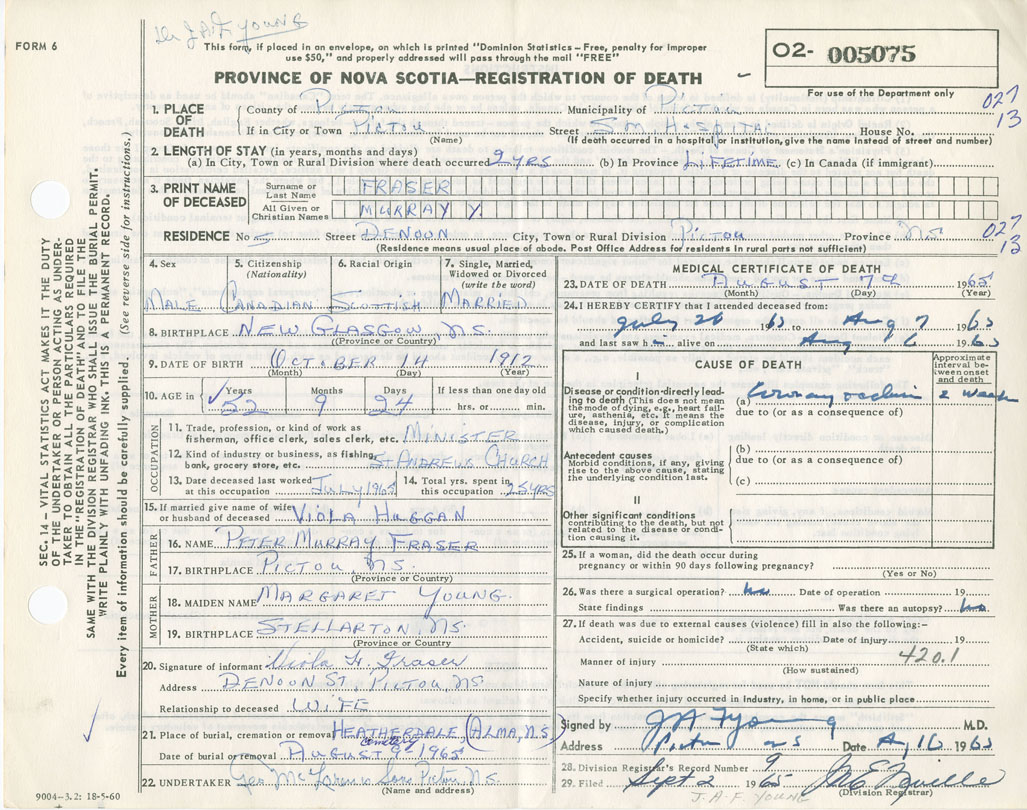 Dr J.A.F. YOUNG
FORM 6
This form, if placed in an envelope, on which is printed "Dominion Statistics – Free, penalty for improper
use $50," and properly addressed will pass through the mail "FREE"
PROVINCE OF NOVA SCOTIA—REGISTRATION OF DEATH
02- 005075
For use of the Department only
027
13
1. PLACE OF DEATH
County of PICTOU Municipality of PICTOU
If in City or Town PICTOU Street S.M. HOSPITAL House No.
(Name) (If death occurred in a hospital or institution, give the name instead of street and number)
2. LENGTH OF STAY (in years, months and days)
(a) In City, Town or Rural Division where death occurred 2 YRS (b) In Province LIFETIME (c) In Canada (if immigrant)
3. PRINT NAME OF DECEASED
Surname or Last Name FRASER
All Given or Christian Names MURRAY Y.
RESIDENCE No Street DENOON City, Town or Rural Division PICTOU Province NS
027
13
(Residence means usual place of abode. Post Office Address for residents in rural parts not sufficient)
4. Sex 5. Citizenship (Nationality) 6. Racial Origin 7. Single, Married, Widowed or Divorced (write the word)
MALE CANADIAN SCOTTISH MARRIED
8. BIRTHPLACE NEW GLASGOW N.S.
(Province or Country)
9. DATE OF BIRTH OCTOBER 14 1912
(Month) (Day) (Year)
10. AGE in Years Months Days If less than one day old
52 9 24 hrs. or min.
OCCUPATION
11. Trade, profession, or kind of work as
fisherman, office clerk, sales clerk, etc. MINISTER
12. Kind of industry or business, as fishing,
bank, grocery store, etc. ST ANDREWS CHURCH
13. Date deceased last worked at this occupation JULY 1965
14. Total yrs. spent in this occupation 25 YRS
15. If married give name of wife
or husband of deceased VIOLA HUGGAN
FATHER
16. NAME PETER MURRAY FRASER
17. BIRTHPLACE PICTOU, N.S.
(Province or Country)
MOTHER
18. MAIDEN NAME MARGARET YOUNG.
19. BIRTHPLACE STELLARTON, N.S.
(Province or Country
20. Signature of informant Viola H. Fraser
Address DENOON ST., PICTOU, N.S.
Relationship to deceased WIFE
21. Place of burial, cremation or removal HEATHERDALE (ALMA, N.S)
cemetery
Date of burial or removal AUGUST 9th 1965
22. UNDERTAKER Geo McLaren & Sons Pictou, N.S.
(Name and address)
9004—3.2: 18-5-60
MEDICAL CERTIFICATE OF DEATH
23. DATE OF DEATH AUGUST 7th 1965
(Month) (Day) (Year)
24. I HEREBY CERTIFY that I attended deceased from:
July 26 1965 to Aug 7 1965
and last saw him alive on Aug 6 1965
CAUSE OF DEATH
Approximate interval between onset and death
I
Disease or condition directly leading to death (This does not mean the mode of dying, e.g., heart failure, asthenia, etc. It means the disease, injury, or complication which caused death.)
(a) Coronary occlusion 2 weeks
due to (or as a consequence of)
Antecedent causes
Morbid conditions, if any, giving rise to the above cause, stating the underlying condition last.
(b)
due to (or as a consequence of)
(c)
II
Other significant conditions
contributing to the death, but not related to the disease or condition causing it.
25. If a woman, did the death occur during
pregnancy or within 90 days following pregnancy?
(Yes or No)
26. Was there a surgical operation? no Date of operation 19
State findings Was there an autopsy? no
27. If death was due to external causes (violence) fill in also the following:-
Accident, suicide or homicide? Date of injury 19
(State which)
Manner of injury 420.1
(How sustained)
Nature of injury
Specify whether injury occurred in Industry, in home, or in public place
Signed by JAF Young M.D.
Address Pictou NS Date Aug 16 1965
28. Division Registrar's Record Number 9
29. Filed Sept 2 1965
(Division Registrar)
J.A.F. YOUNG
SEC. 14 – VITAL STATISTICS ACT MAKES IT THE DUTY
OF THE UNDERTAKER OR PERSON ACTING AS UNDER-
TAKER TO OBTAIN ALL THE PARTICULARS REQUIRED
IN THE "REGISTRATION OF DEATH" AND TO FILE THE
SAME WITH THE DIVISION REGISTRAR WHO SHALL ISSUE THE BURIAL PERMIT.
WRITE PLAINLY WITH UNFADING INK. THIS IS A PERMANENT RECORD.
Every item of information should be carefully supplied. (See reverse side for instructions.)